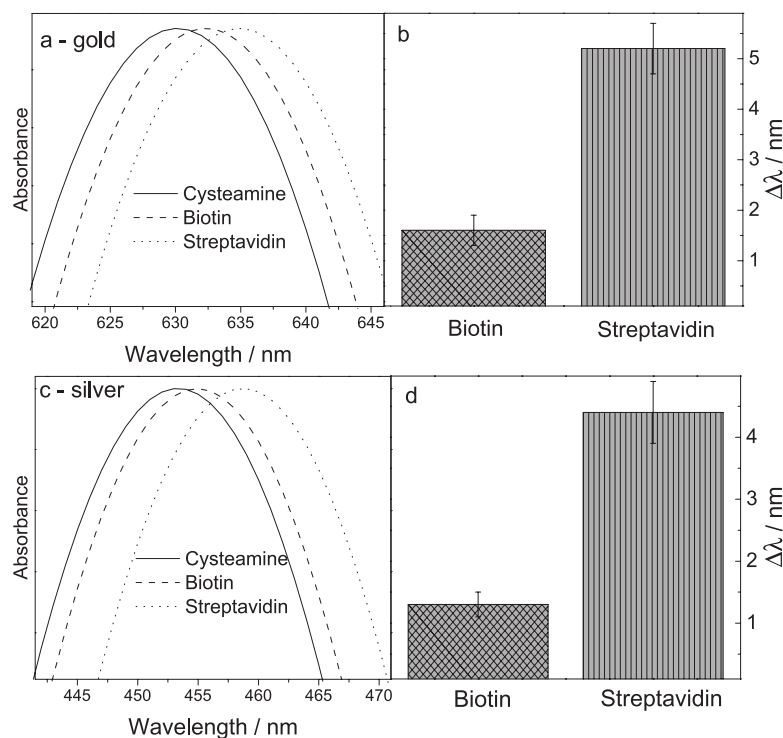 a - gold
Absorbance
Cysteamine
Biotin
Streptavidin
620 625 630 635 640 645
Wavelength / nm
b
5
4
3
2
1
Δλ / nm
Biotin Streptavidin
c - silver
Absorbance
Cysteamine
Biotin
Streptavidin
445 450 455 460 465 470
Wavelength / nm
d
4
3
2
1
Δλ / nm
Biotin Streptavidin